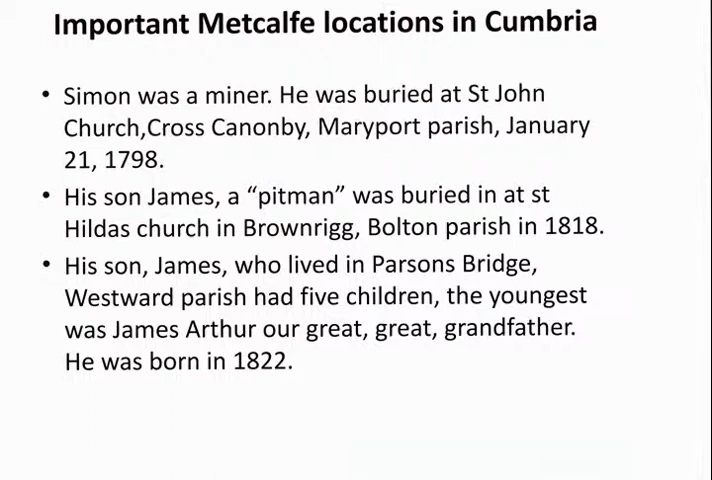 Important Metcalfe locations in Cumbria
• Simon was a miner. He was buried at St John
Church,Cross Canonby, Maryport parish, January
21, 1798.
• His son James, a “pitman” was buried in at st
Hildas church in Brownrigg, Bolton parish in 1818.
• His son, James, who lived in Parsons Bridge,
Westward parish had five children, the youngest
was James Arthur our great, great, grandfather.
He was born in 1822.